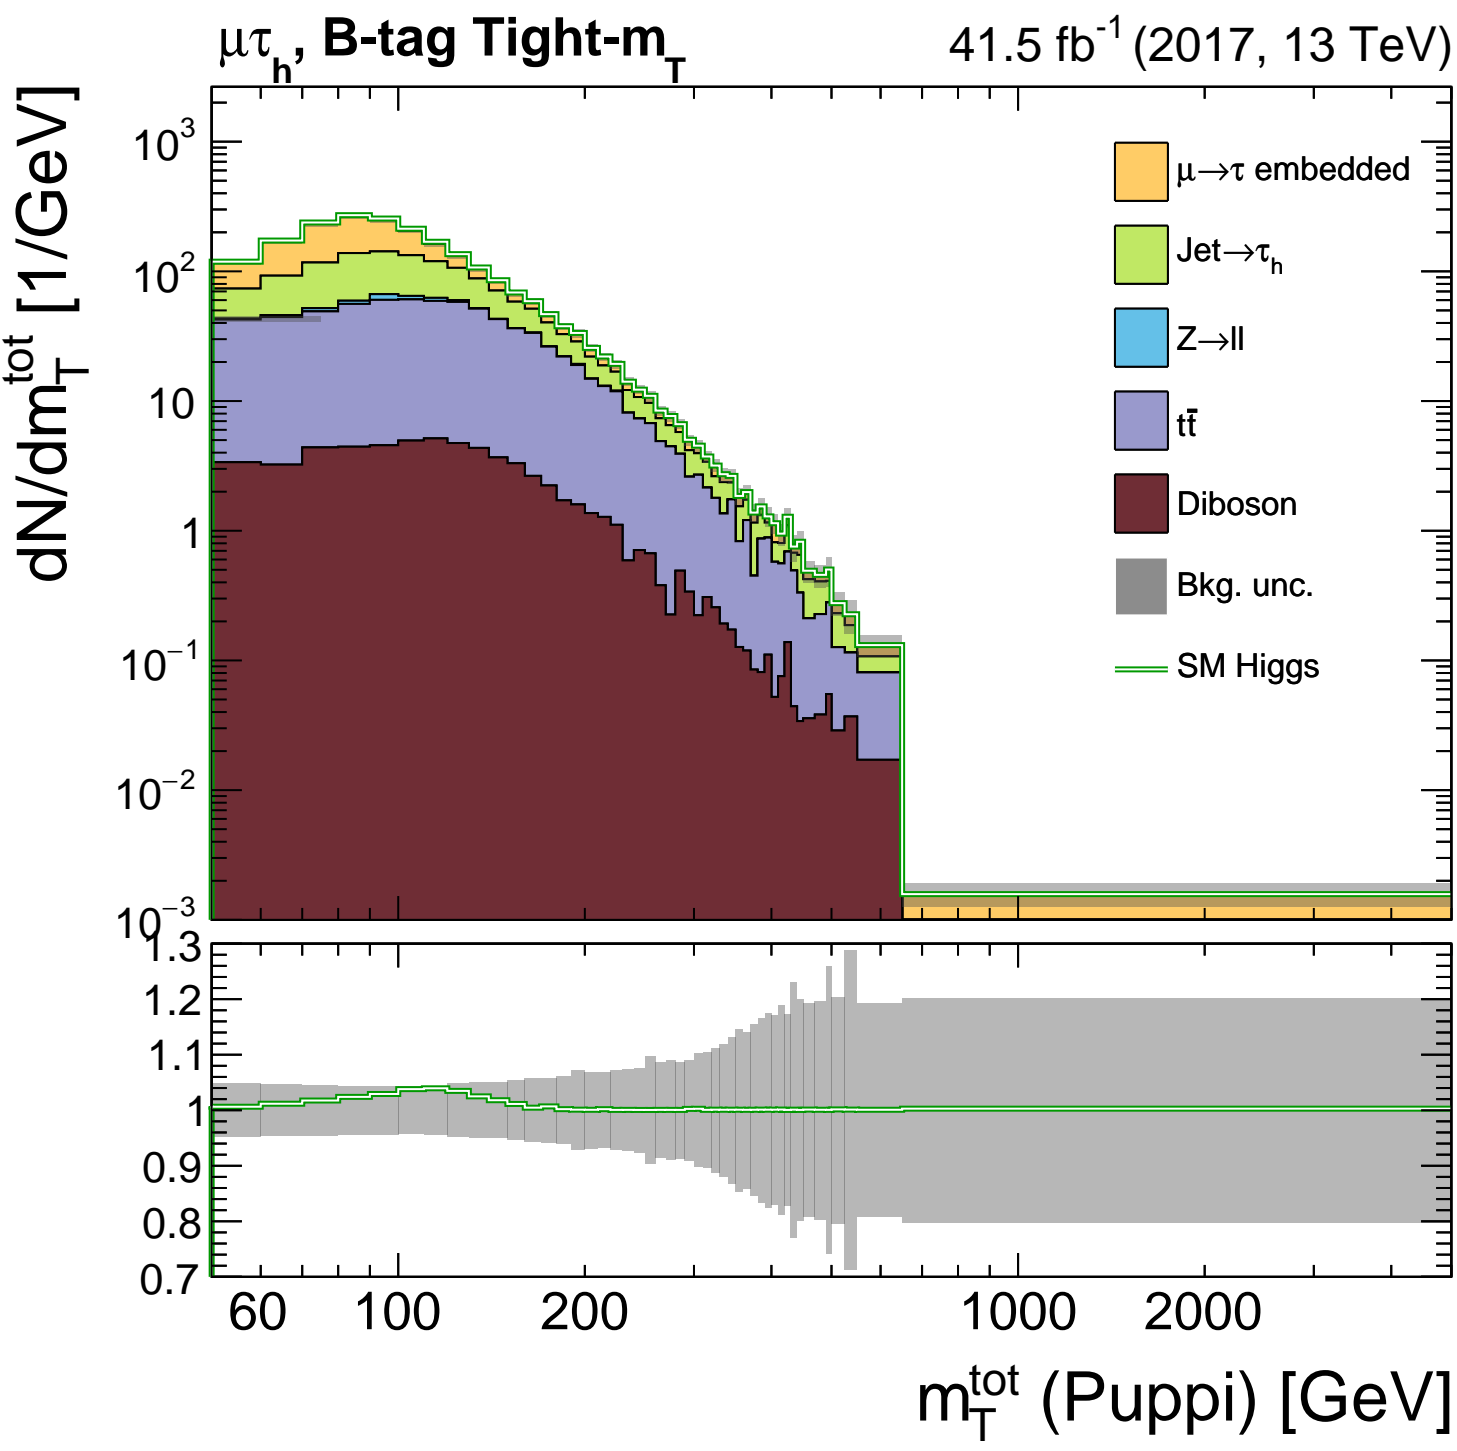 μτh, B-tag Tight-mT
41.5 fb-1 (2017, 13 TeV)
dN/dmTtot [1/GeV]
10^3
10^2
10
1
10^−1
10^−2
10^−3
μ→τ embedded
Jet→τh
Z→ll
tt̄
Diboson
Bkg. unc.
SM Higgs
1.3
1.2
1.1
1
0.9
0.8
0.7
60 100 200 1000 2000
mTtot (Puppi) [GeV]